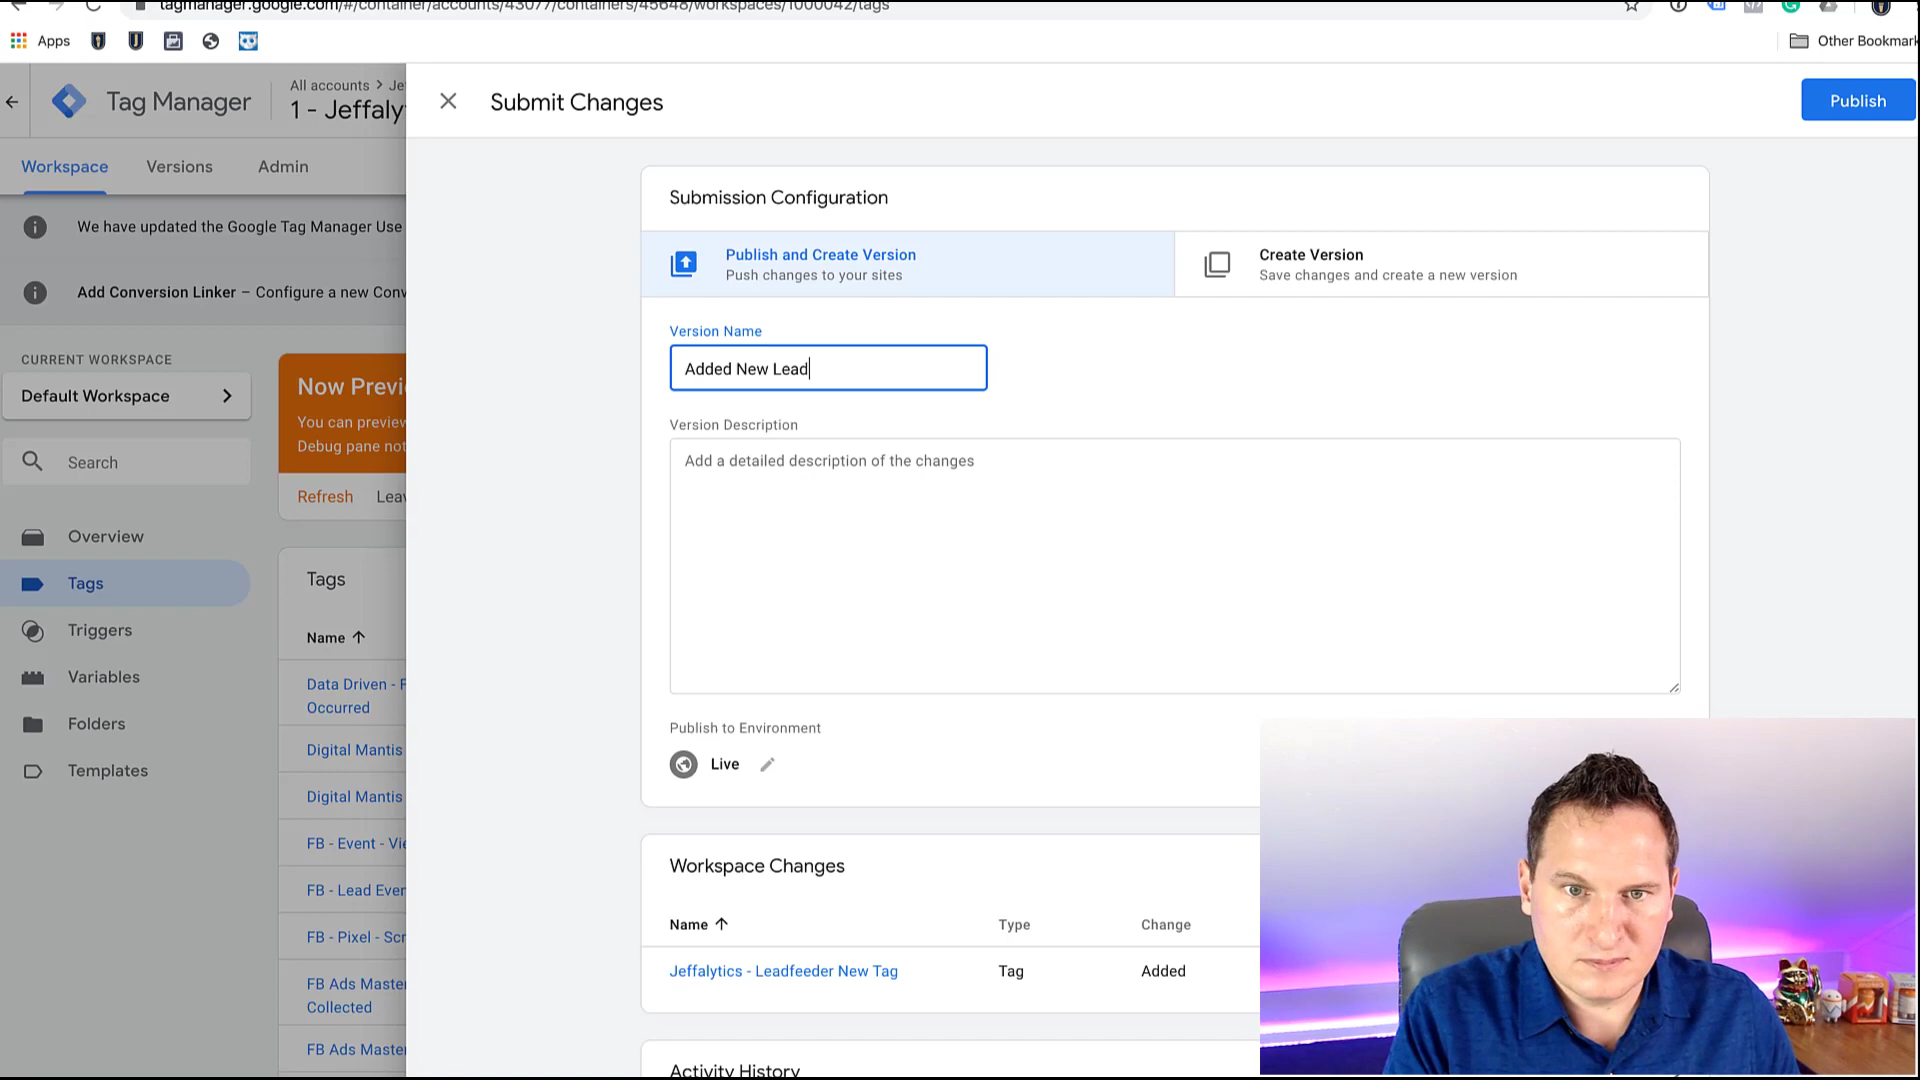 tagmanager.google.com/#/container/accounts/43077/containers/45648/workspaces/1000042/tags
Apps
Other Bookmark
Tag Manager
All accounts > Je
1 - Jeffaly
Submit Changes
Publish
Workspace
Versions
Admin
We have updated the Google Tag Manager Use
Add Conversion Linker – Configure a new Conv
CURRENT WORKSPACE
Default Workspace
Search
Overview
Tags
Triggers
Variables
Folders
Templates
Now Previ
You can preview
Debug pane not
Refresh Leav
Tags
Name
Data Driven - F
Occurred
Digital Mantis
Digital Mantis
FB - Event - Vie
FB - Lead Even
FB - Pixel - Scr
FB Ads Master
Collected
FB Ads Master
Submission Configuration
Publish and Create Version
Push changes to your sites
Create Version
Save changes and create a new version
Version Name
Added New Lead
Version Description
Add a detailed description of the changes
Publish to Environment
Live
Workspace Changes
Name Type Change
Jeffalytics - Leadfeeder New Tag Tag Added
Activity History